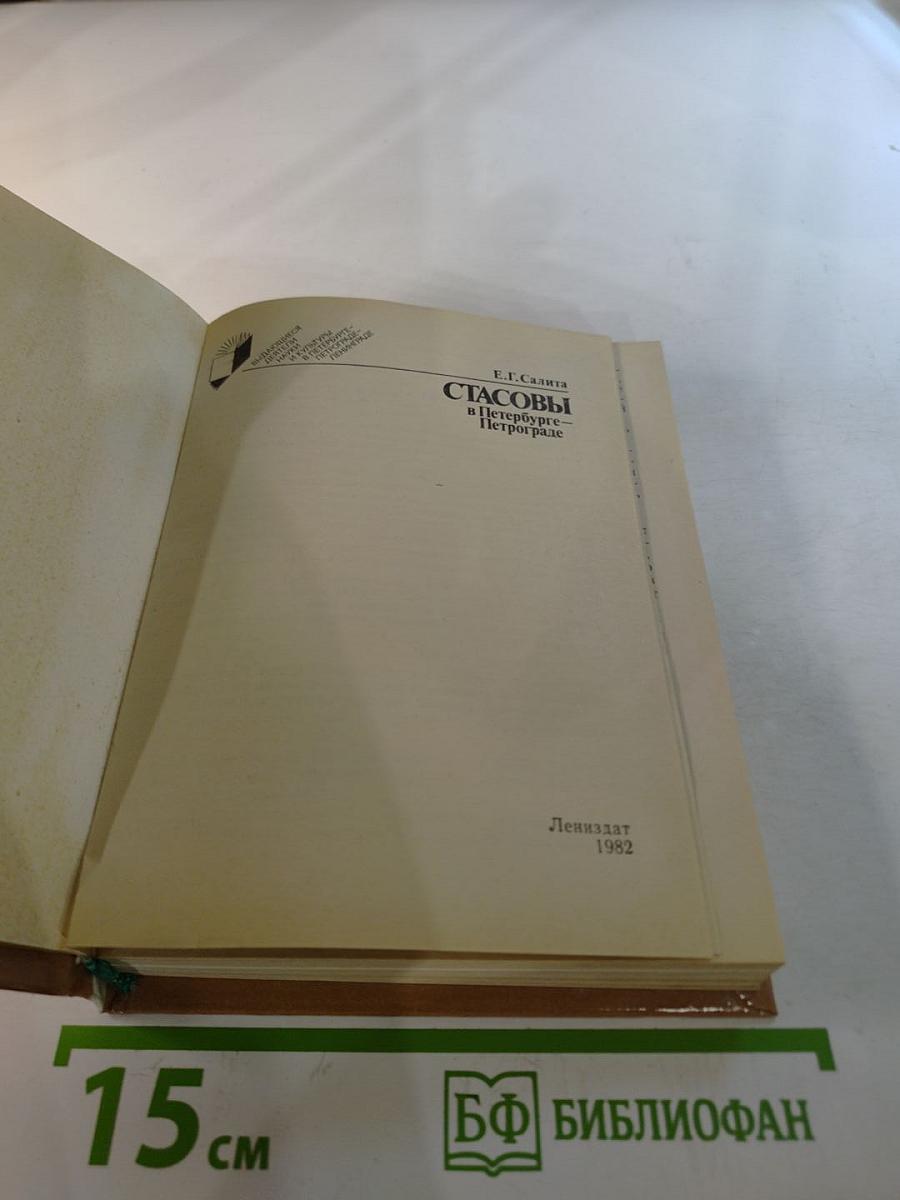 ВЫДАЮЩИЕСЯ
ДЕЯТЕЛИ
НАУКИ
И КУЛЬТУРЫ
В ПЕТЕРБУРГЕ—
ПЕТРОГРАДЕ—
ЛЕНИНГРАДЕ
Е.Г.Салита
СТАСОВЫ
в Петербурге—
Петрограде
Лениздат
1982
15 см
БФ БИБЛИОФАН